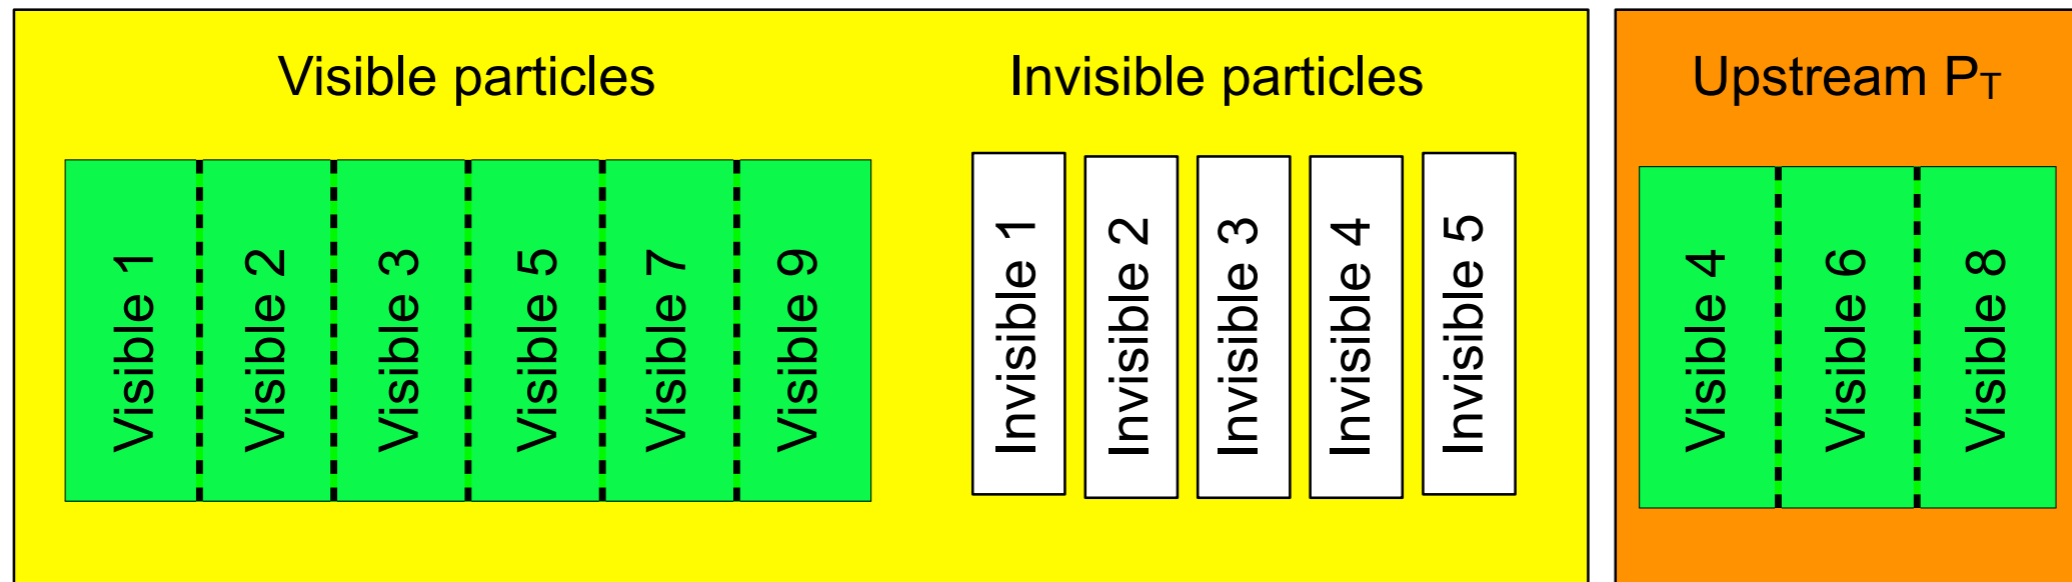 Visible particles
Invisible particles
Upstream P_T
Visible 1
Visible 2
Visible 3
Visible 5
Visible 7
Visible 9
Invisible 1
Invisible 2
Invisible 3
Invisible 4
Invisible 5
Visible 4
Visible 6
Visible 8